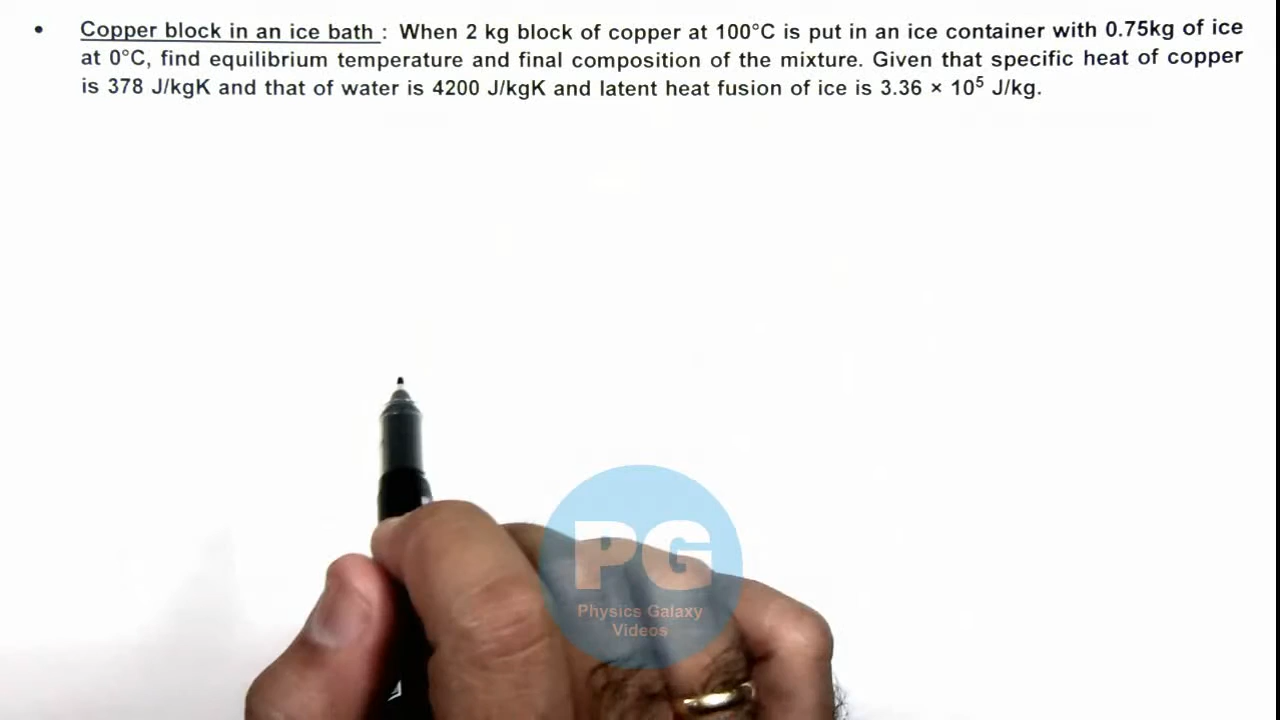 • Copper block in an ice bath : When 2 kg block of copper at 100°C is put in an ice container with 0.75kg of ice
at 0°C, find equilibrium temperature and final composition of the mixture. Given that specific heat of copper
is 378 J/kgK and that of water is 4200 J/kgK and latent heat fusion of ice is 3.36 × 10⁵ J/kg.
PG
Physics Galaxy
Videos